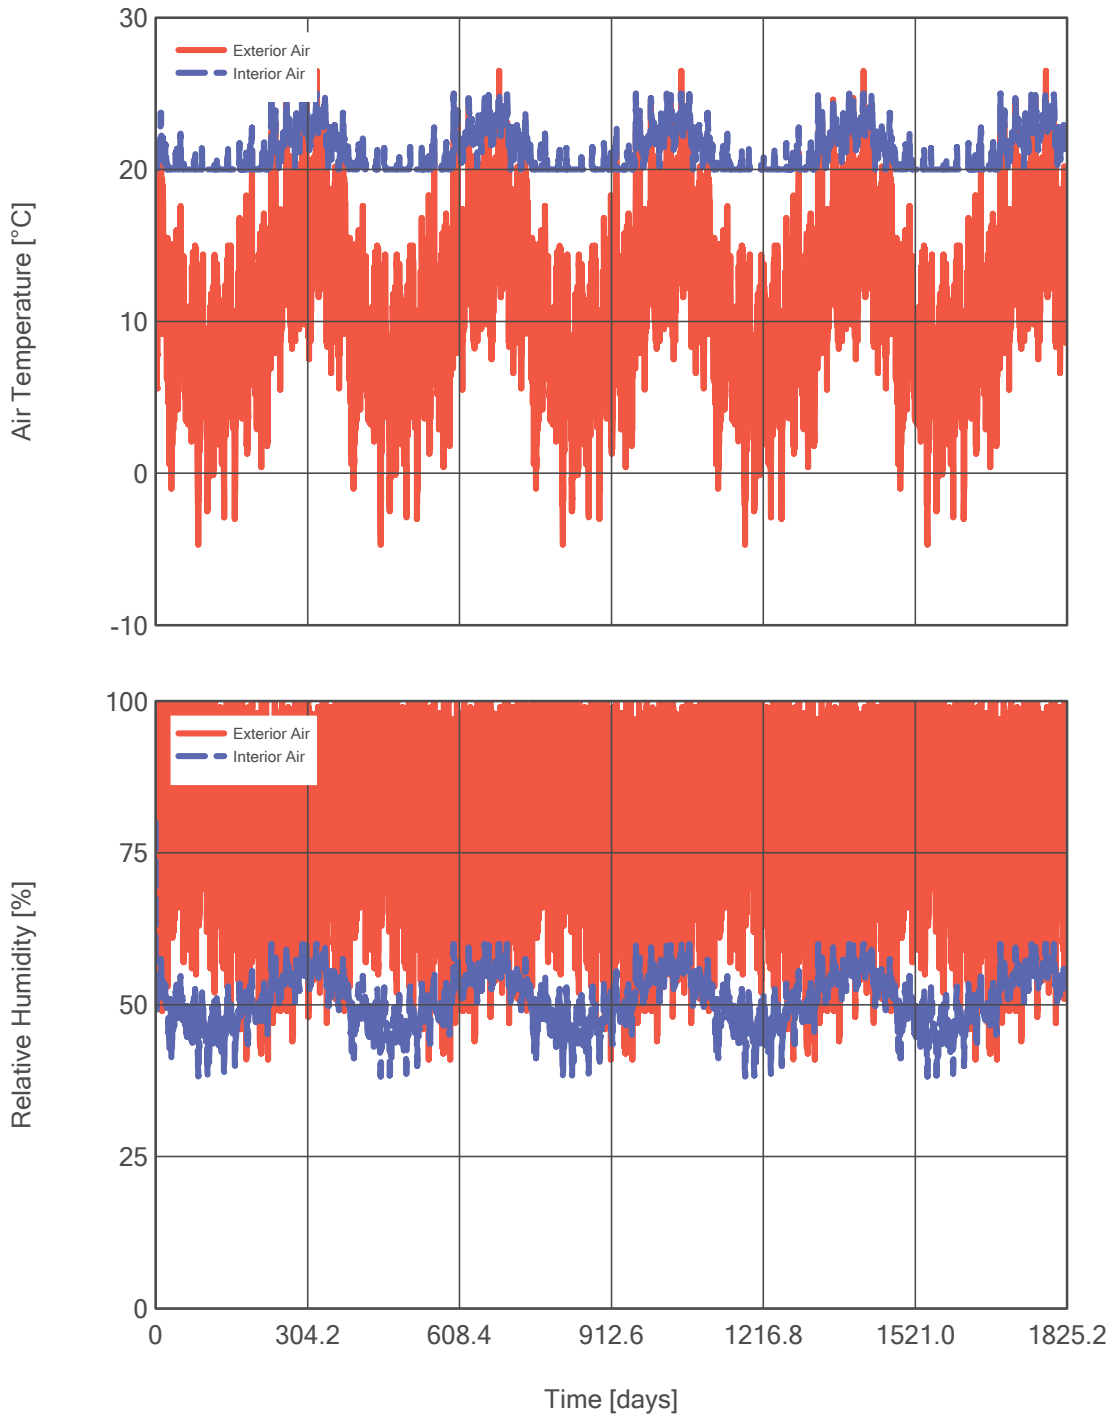 30
Exterior Air
Interior Air
20
10
0
-10
Air Temperature [°C]
100
Exterior Air
Interior Air
75
50
25
0
Relative Humidity [%]
0 304.2 608.4 912.6 1216.8 1521.0 1825.2
Time [days]